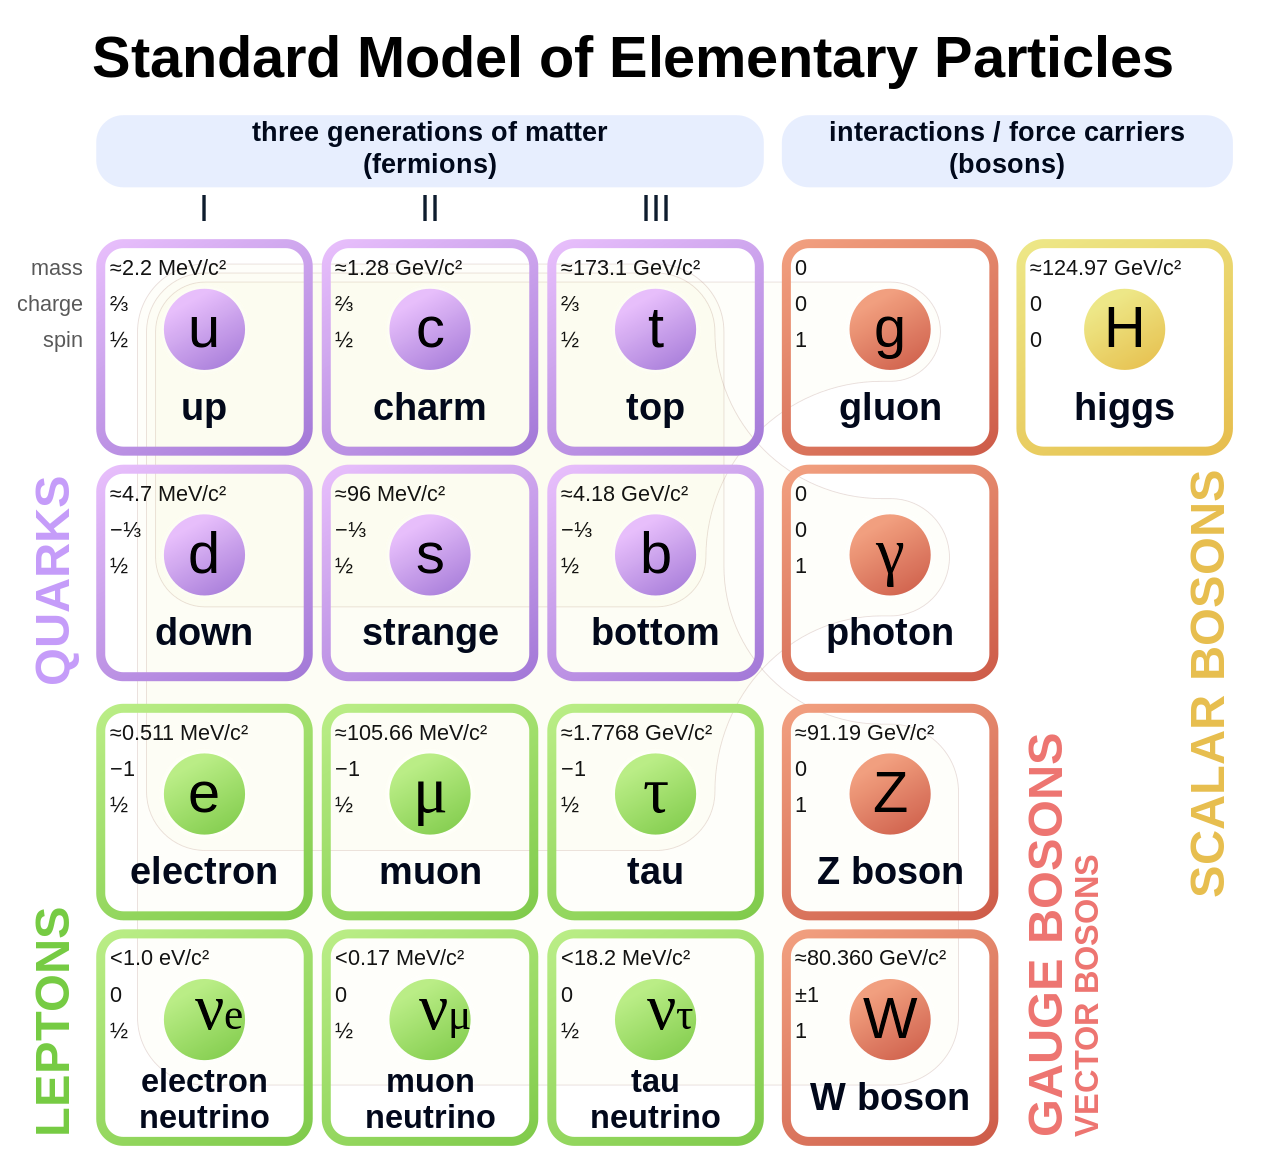 Standard Model of Elementary Particles
three generations of matter
(fermions)
interactions / force carriers
(bosons)
I
II
III
mass
charge
spin
≈2.2 MeV/c²
⅔
½
u
up
≈1.28 GeV/c²
⅔
½
c
charm
≈173.1 GeV/c²
⅔
½
t
top
0
0
1
g
gluon
≈124.97 GeV/c²
0
0
H
higgs
QUARKS
≈4.7 MeV/c²
−⅓
½
d
down
≈96 MeV/c²
−⅓
½
s
strange
≈4.18 GeV/c²
−⅓
½
b
bottom
0
0
1
γ
photon
SCALAR BOSONS
≈0.511 MeV/c²
−1
½
e
electron
≈105.66 MeV/c²
−1
½
μ
muon
≈1.7768 GeV/c²
−1
½
τ
tau
≈91.19 GeV/c²
0
1
Z
Z boson
LEPTONS
<1.0 eV/c²
0
½
νe
electron
neutrino
<0.17 MeV/c²
0
½
νμ
muon
neutrino
<18.2 MeV/c²
0
½
ντ
tau
neutrino
≈80.360 GeV/c²
±1
1
W
W boson
GAUGE BOSONS
VECTOR BOSONS